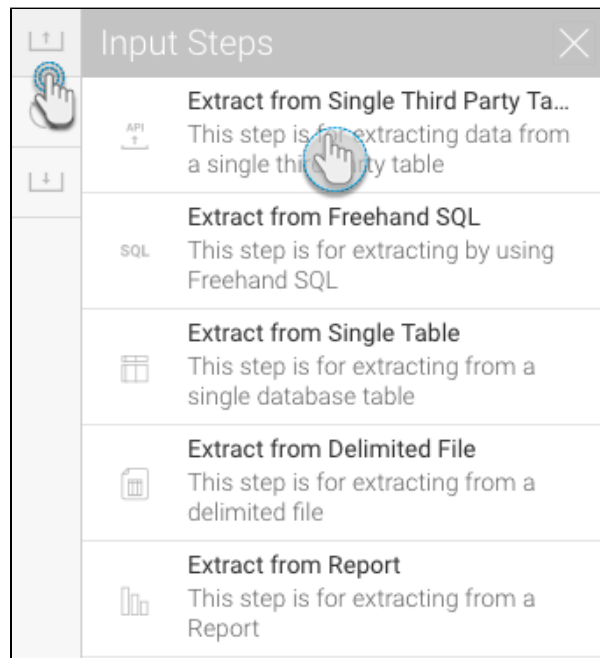 Input Steps
Extract from Single Third Party Ta...
API
This step is for extracting data from
a single third party table
Extract from Freehand SQL
SQL
This step is for extracting by using
Freehand SQL
Extract from Single Table
This step is for extracting from a
single database table
Extract from Delimited File
This step is for extracting from a
delimited file
Extract from Report
This step is for extracting from a
Report